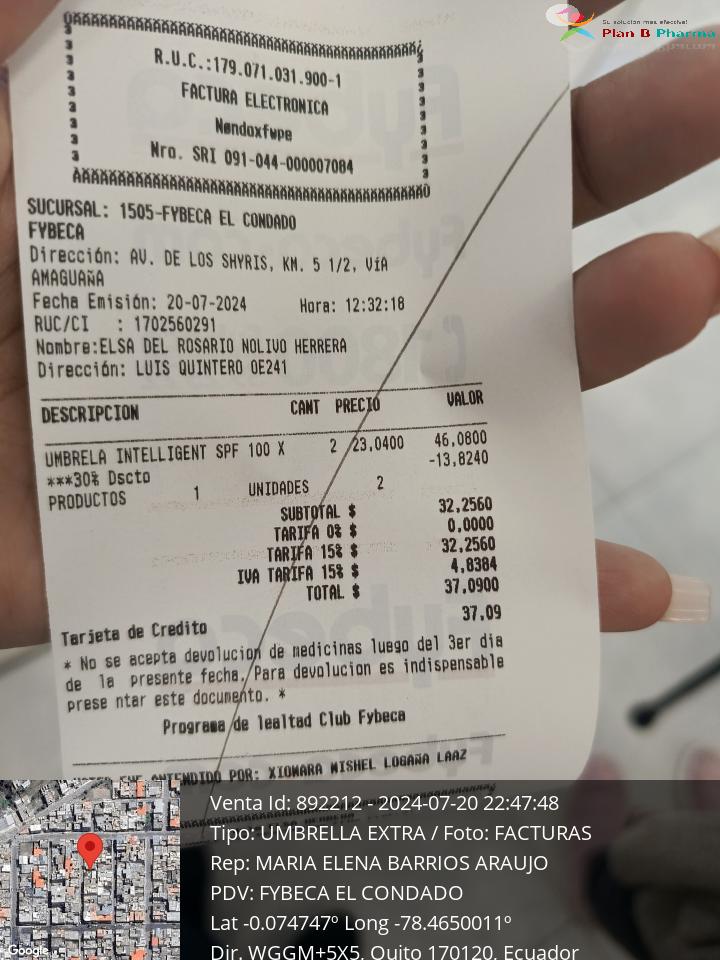 Su solucion mas efectiva!
Plan B Pharma
R.U.C.:179.071.031.900-1
FACTURA ELECTRONICA
Nøndoxfwpe
Nro. SRI 091-044-000007084
SUCURSAL: 1505-FYBECA EL CONDADO
FYBECA
Dirección: AV. DE LOS SHYRIS, KM. 5 1/2, VíA
AMAGUAñA
Fecha Emisión: 20-07-2024 Hora: 12:32:18
RUC/CI : 1702560291
Nombre:ELSA DEL ROSARIO NOLIVO HERRERA
Dirección: LUIS QUINTERO OE241
DESCRIPCION CANT PRECIO VALOR
UMBRELA INTELLIGENT SPF 100 X 2 23,0400 46,0800
***30% Dscto -13,8240
PRODUCTOS 1 UNIDADES 2
SUBTOTAL $ 32,2560
TARIFA 0% $ 0,0000
TARIFA 15% $ 32,2560
IVA TARIFA 15% $ 4,8384
TOTAL $ 37,0900
Tarjeta de Credito 37,09
* No se acepta devolucion de medicinas luego del 3er dia
de la presente fecha. Para devolucion es indispensable
prese ntar este documento. *
Programa de lealtad Club Fybeca
ANTENDIDO POR: XIOMARA MISHEL LOGAÑA LAAZ
Venta Id: 892212 - 2024-07-20 22:47:48
Tipo: UMBRELLA EXTRA / Foto: FACTURAS
Rep: MARIA ELENA BARRIOS ARAUJO
PDV: FYBECA EL CONDADO
Lat -0.074747º Long -78.4650011º
Dir. WGGM+5X5, Quito 170120, Ecuador
Google